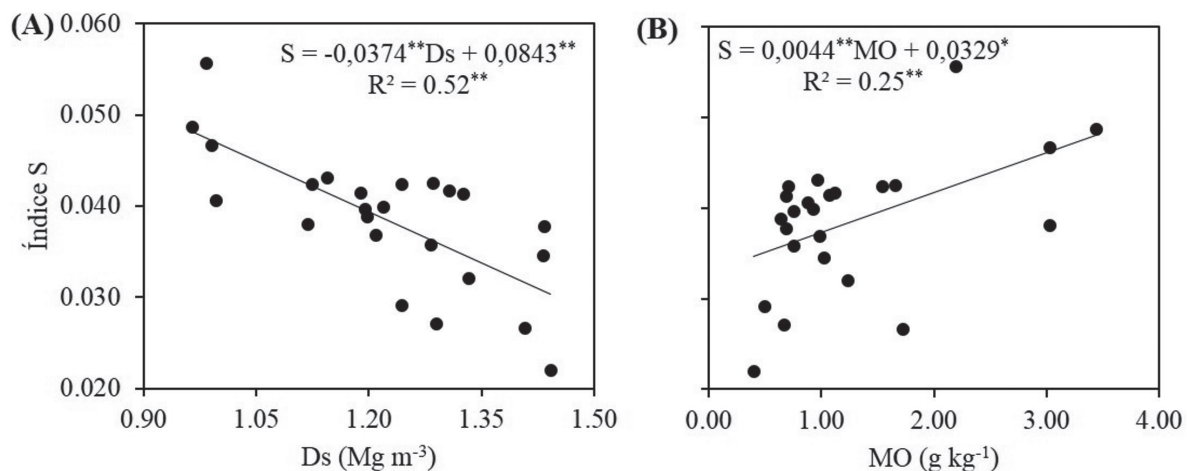 (A)
S = -0,0374**Ds + 0,0843**
R² = 0.52**
Índice S
0.060
0.050
0.040
0.030
0.020
0.90 1.05 1.20 1.35 1.50
Ds (Mg m⁻³)
(B)
S = 0,0044**MO + 0,0329*
R² = 0.25**
0.00 1.00 2.00 3.00 4.00
MO (g kg⁻¹)